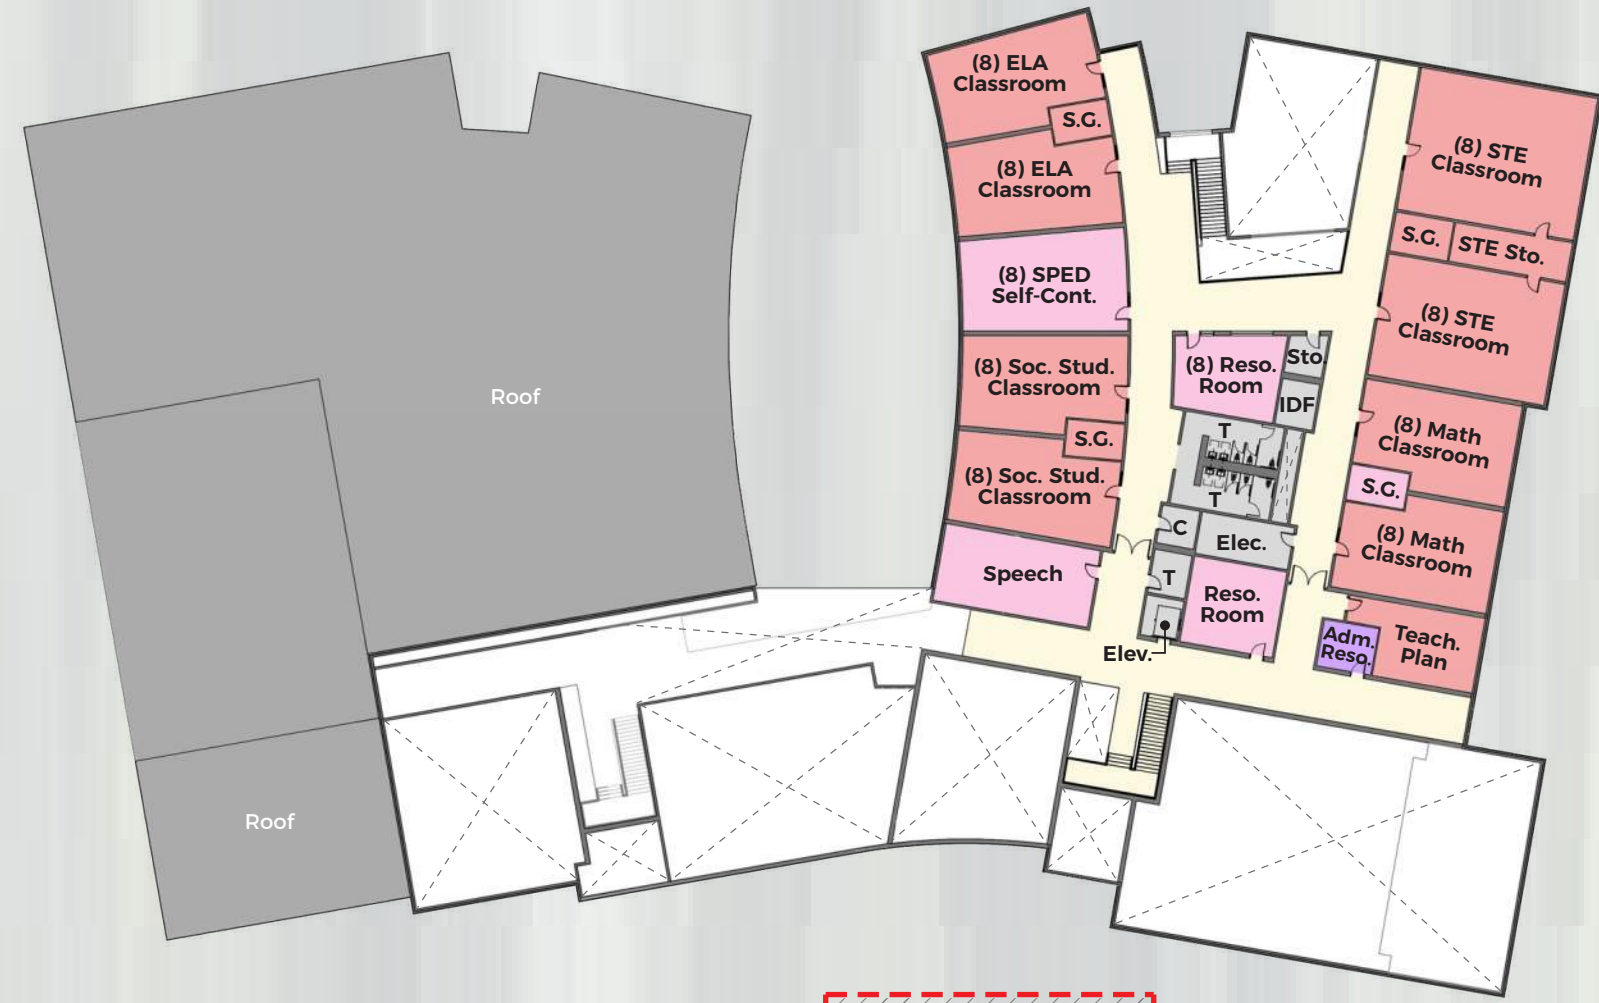 (8) ELA
Classroom
S.G.
(8) ELA
Classroom
(8) SPED
Self-Cont.
(8) Soc. Stud.
Classroom
S.G.
(8) Soc. Stud.
Classroom
Speech
(8) Reso.
Room
Sto.
IDF
T
T
C
Elec.
T
Reso.
Room
Elev.
(8) STE
Classroom
S.G.
STE Sto.
(8) STE
Classroom
(8) Math
Classroom
S.G.
(8) Math
Classroom
Adm.
Reso.
Teach.
Plan
Roof
Roof